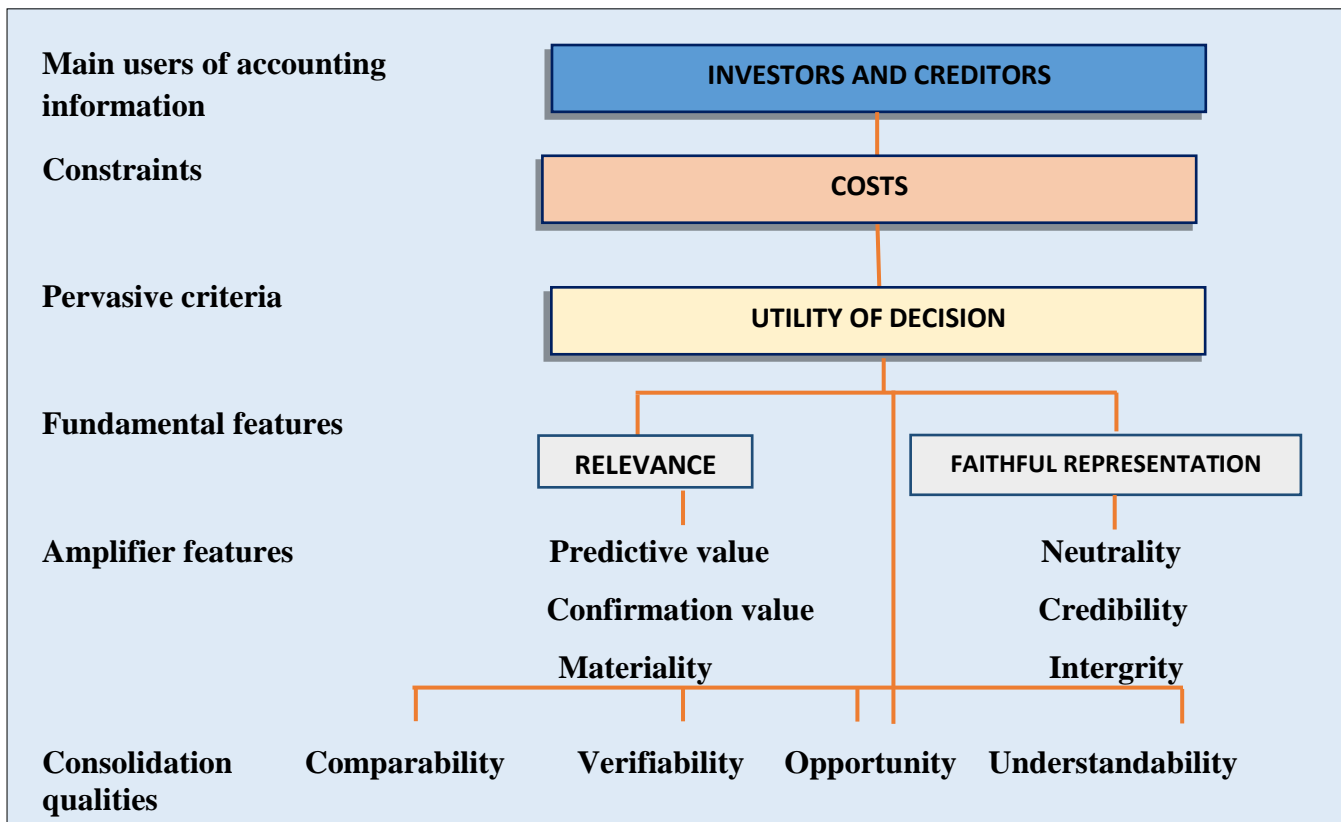 Main users of accounting
information
INVESTORS AND CREDITORS
Constraints
COSTS
Pervasive criteria
UTILITY OF DECISION
Fundamental features
RELEVANCE
FAITHFUL REPRESENTATION
Amplifier features
Predictive value
Neutrality
Confirmation value
Credibility
Materiality
Intergrity
Consolidation
qualities
Comparability
Verifiability
Opportunity
Understandability